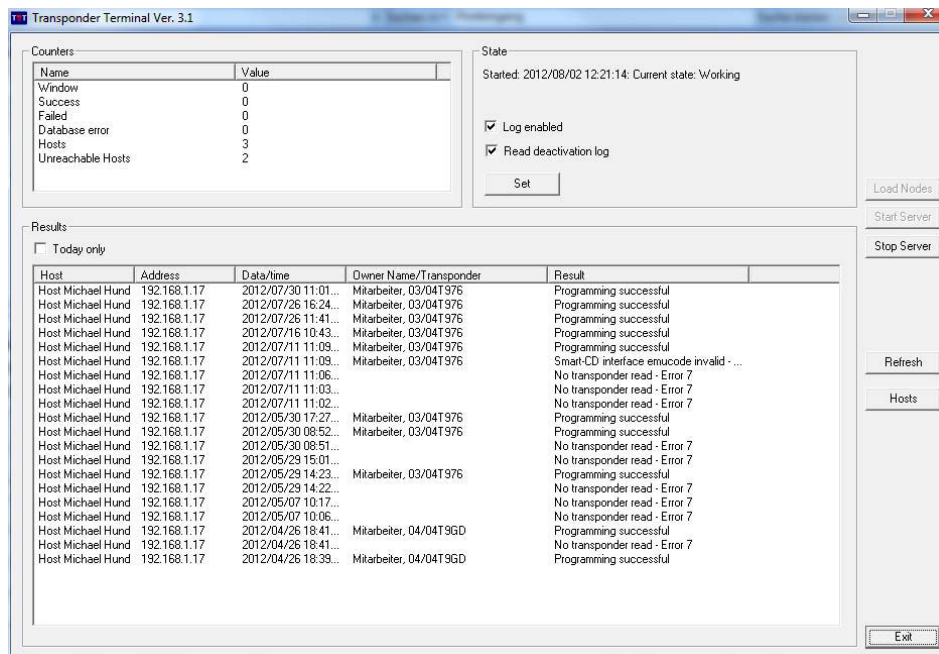 TNT Transponder Terminal Ver. 3.1
Counters
Name Value
Window 0
Success 0
Failed 0
Database error 0
Hosts 3
Unreachable Hosts 2
State
Started: 2012/08/02 12:21:14: Current state: Working
Log enabled
Read deactivation log
Set
Load Nodes
Start Server
Stop Server
Results
Today only
Host Address Data/time Owner Name/Transponder Result
Host Michael Hund 192.168.1.17 2012/07/30 11:01... Mitarbeiter, 03/04T976 Programming successful
Host Michael Hund 192.168.1.17 2012/07/26 16:24... Mitarbeiter, 03/04T976 Programming successful
Host Michael Hund 192.168.1.17 2012/07/26 11:41... Mitarbeiter, 03/04T976 Programming successful
Host Michael Hund 192.168.1.17 2012/07/16 10:43... Mitarbeiter, 03/04T976 Programming successful
Host Michael Hund 192.168.1.17 2012/07/11 11:09... Mitarbeiter, 03/04T976 Programming successful
Host Michael Hund 192.168.1.17 2012/07/11 11:09... Mitarbeiter, 03/04T976 Smart-CD interface emucode invalid - ...
Host Michael Hund 192.168.1.17 2012/07/11 11:06... No transponder read - Error 7
Host Michael Hund 192.168.1.17 2012/07/11 11:03... No transponder read - Error 7
Host Michael Hund 192.168.1.17 2012/07/11 11:02... No transponder read - Error 7
Host Michael Hund 192.168.1.17 2012/05/30 17:27... Mitarbeiter, 03/04T976 Programming successful
Host Michael Hund 192.168.1.17 2012/05/30 08:52... Mitarbeiter, 03/04T976 Programming successful
Host Michael Hund 192.168.1.17 2012/05/30 08:51... No transponder read - Error 7
Host Michael Hund 192.168.1.17 2012/05/29 15:01... No transponder read - Error 7
Host Michael Hund 192.168.1.17 2012/05/29 14:23... Mitarbeiter, 03/04T976 Programming successful
Host Michael Hund 192.168.1.17 2012/05/29 14:22... No transponder read - Error 7
Host Michael Hund 192.168.1.17 2012/05/07 10:17... No transponder read - Error 7
Host Michael Hund 192.168.1.17 2012/05/07 10:06... No transponder read - Error 7
Host Michael Hund 192.168.1.17 2012/04/26 18:41... Mitarbeiter, 04/04T9GD Programming successful
Host Michael Hund 192.168.1.17 2012/04/26 18:41... No transponder read - Error 7
Host Michael Hund 192.168.1.17 2012/04/26 18:39... Mitarbeiter, 04/04T9GD Programming successful
Refresh
Hosts
Exit